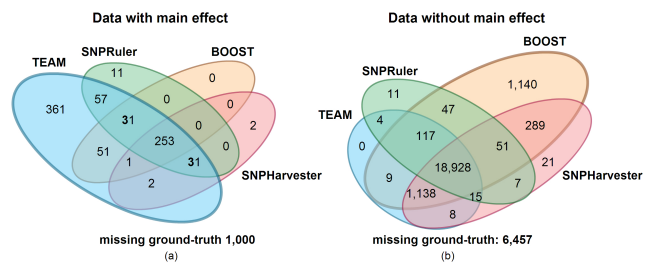 Data with main effect
SNPRuler
BOOST
TEAM
11
0
361
57
0
0
31
0
2
253
0
51
1
31
2
SNPHarvester
missing ground-truth 1,000
(a)
Data without main effect
BOOST
SNPRuler
1,140
11
47
TEAM
4
117
289
0
51
18,928
21
9
7
SNPHarvester
1,138
15
8
missing ground-truth: 6,457
(b)